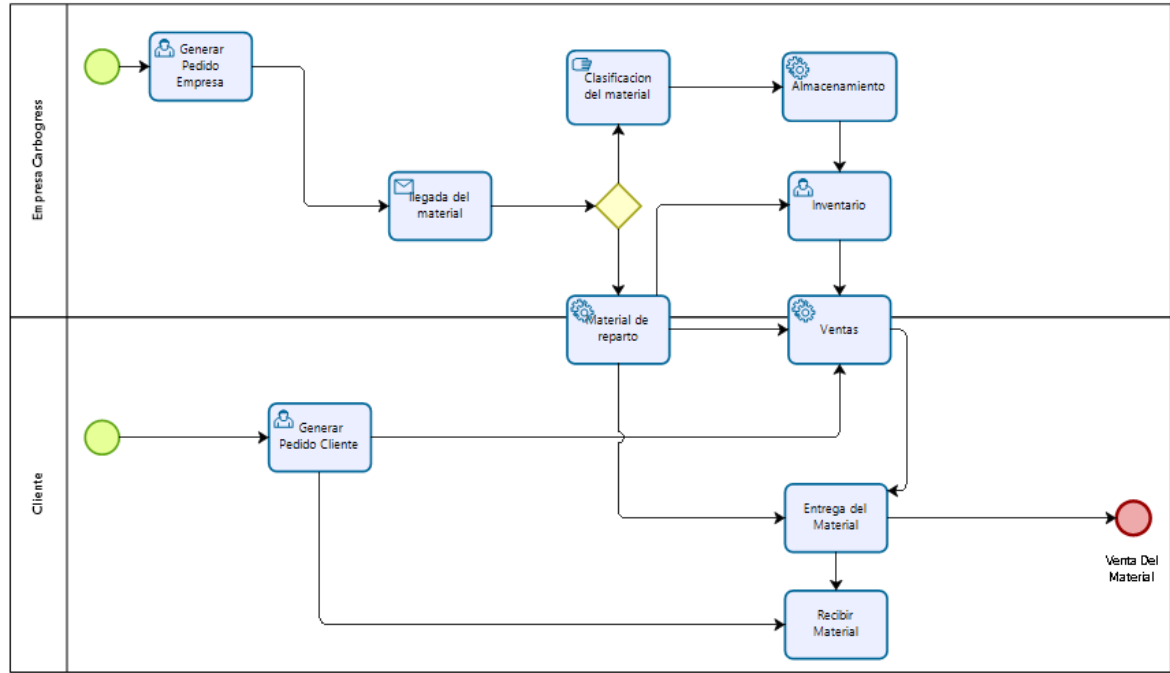 Empresa Carbogress
Generar
Pedido
Empresa
llegada del
material
Clasificacion
del material
Almacenamiento
Inventario
Material de
reparto
Ventas
Cliente
Generar
Pedido Cliente
Entrega del
Material
Recibir
Material
Venta Del
Material